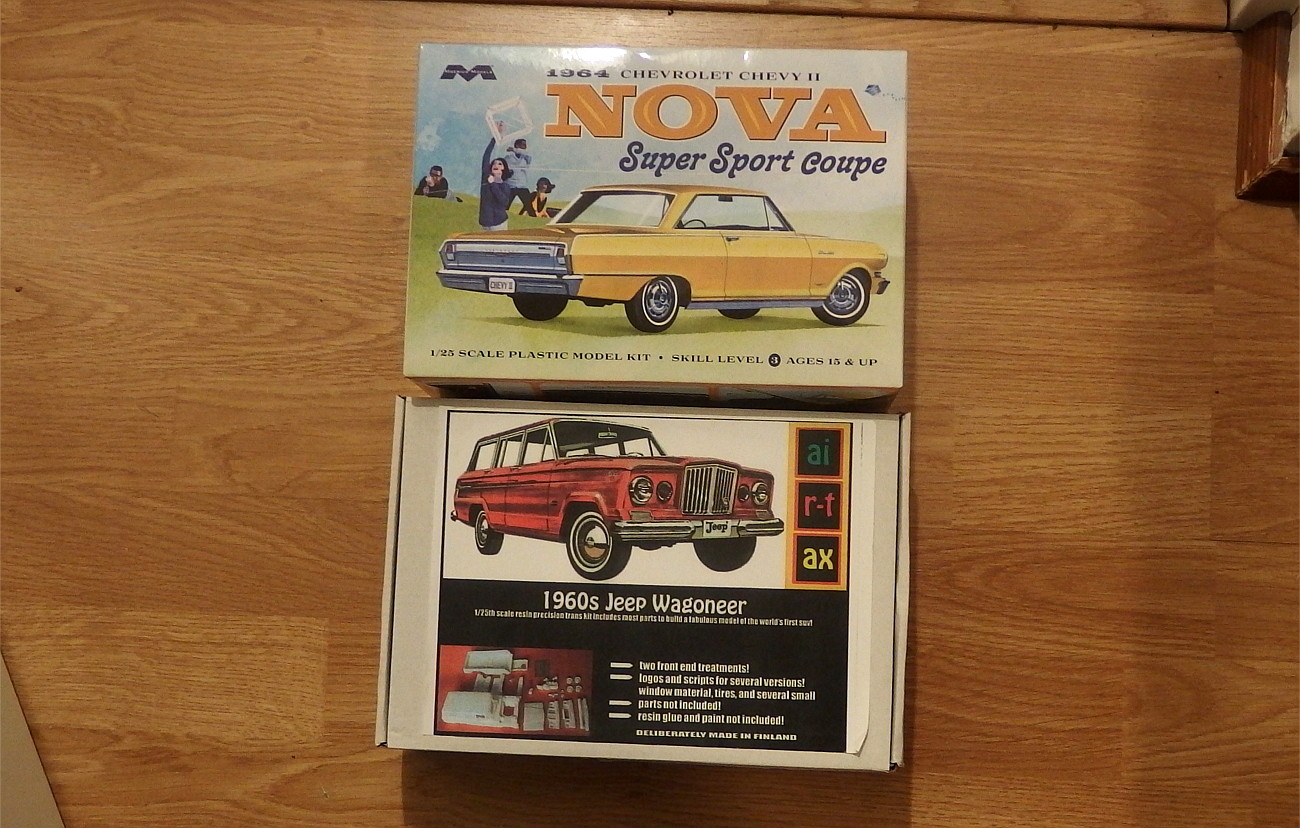 MOEBIUS MODELS
1964 CHEVROLET CHEVY II
NOVA
Super Sport Coupe
CHEVY II
1/25 SCALE PLASTIC MODEL KIT • SKILL LEVEL 3 AGES 15 & UP
ai
r-t
ax
Jeep
1960s Jeep Wagoneer
1/25th scale resin precision trans kit includes most parts to build a fabulous model of the world's first suv!
two front end treatments!
logos and scripts for several versions!
window material, tires, and several small
parts not included!
resin glue and paint not included!
DELIBERATELY MADE IN FINLAND